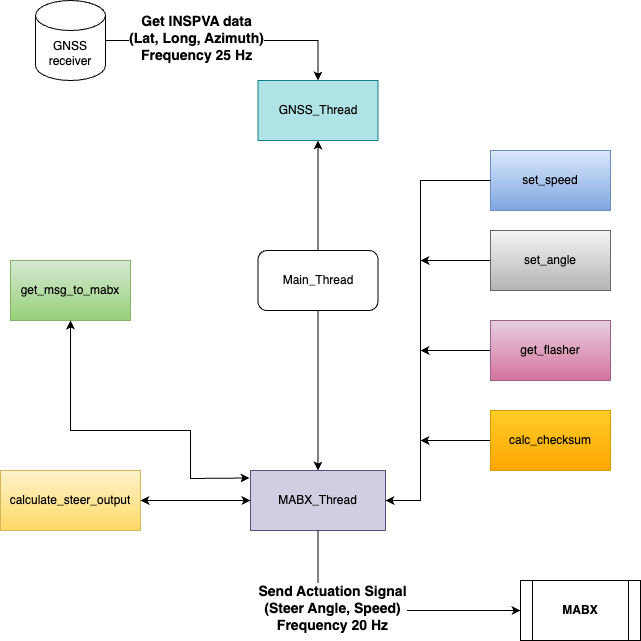 GNSS
receiver
Get INSPVA data
(Lat, Long, Azimuth)
Frequency 25 Hz
GNSS_Thread
set_speed
set_angle
Main_Thread
get_msg_to_mabx
get_flasher
calc_checksum
calculate_steer_output
MABX_Thread
Send Actuation Signal
(Steer Angle, Speed)
Frequency 20 Hz
MABX